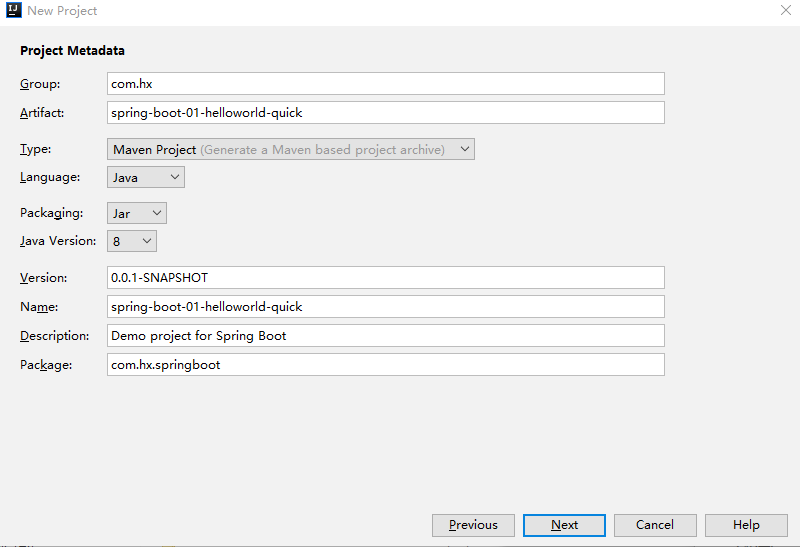 IJ New Project
Project Metadata
Group: com.hx
Artifact: spring-boot-01-helloworld-quick
Type: Maven Project (Generate a Maven based project archive)
Language: Java
Packaging: Jar
Java Version: 8
Version: 0.0.1-SNAPSHOT
Name: spring-boot-01-helloworld-quick
Description: Demo project for Spring Boot
Package: com.hx.springboot
Previous Next Cancel Help